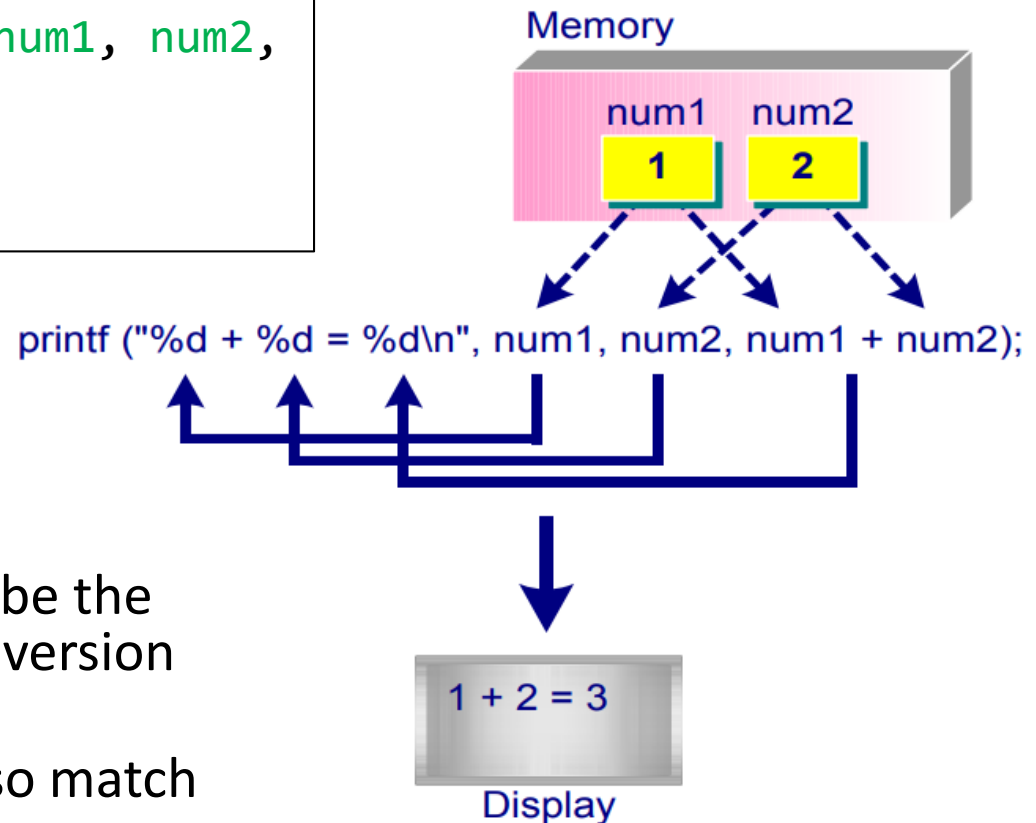 num1, num2,
Memory
num1 num2
1 2
printf ("%d + %d = %d\n", num1, num2, num1 + num2);
be the
version
so match
1 + 2 = 3
Display